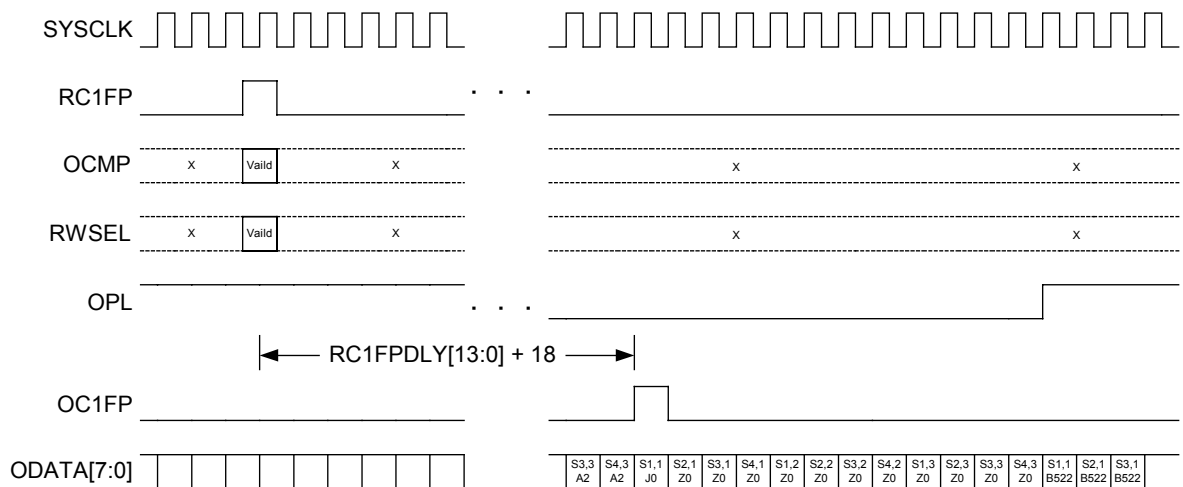 SYSCLK
RC1FP . . .
OCMP X Vaild X X X
RWSEL X Vaild X X X
OPL . . .
RC1FPDLY[13:0] + 18
OC1FP
ODATA[7:0] S3,3 S4,3 S1,1 S2,1 S3,1 S4,1 S1,2 S2,2 S3,2 S4,2 S1,3 S2,3 S3,3 S4,3 S1,1 S2,1 S3,1
A2 A2 J0 Z0 Z0 Z0 Z0 Z0 Z0 Z0 Z0 Z0 Z0 Z0 B522 B522 B522